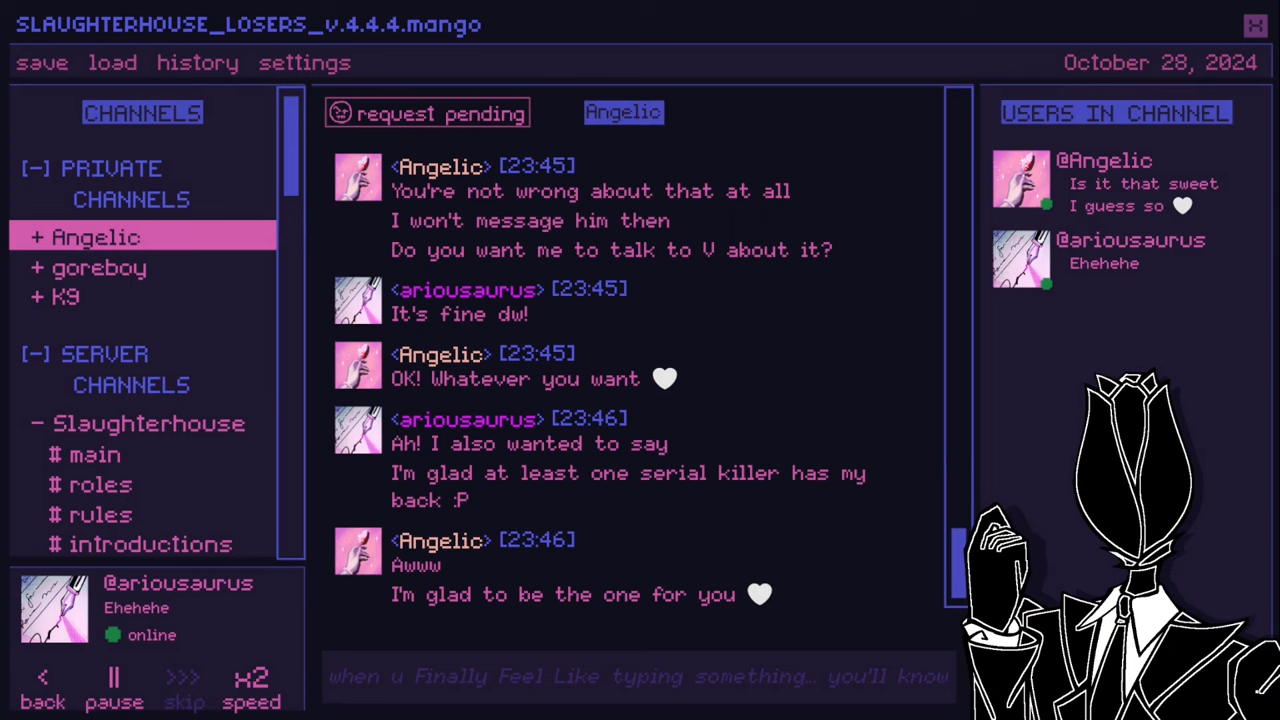 SLAUGHTERHOUSE_LOSERS_v.4.4.4.mango
X
save load history settings
October 28, 2024
CHANNELS
[-] PRIVATE
CHANNELS
+ Angelic
+ goreboy
+ K9
[-] SERVER
CHANNELS
- Slaughterhouse
# main
# roles
# rules
# introductions
@ariousaurus
Ehehehe
online
< || >>> x2
back pause skip speed
request pending
Angelic
<Angelic> [23:45]
You're not wrong about that at all
I won't message him then
Do you want me to talk to V about it?
<ariousaurus> [23:45]
It's fine dw!
<Angelic> [23:45]
OK! Whatever you want 🤍
<ariousaurus> [23:46]
Ah! I also wanted to say
I'm glad at least one serial killer has my
back :P
<Angelic> [23:46]
Awww
I'm glad to be the one for you 🤍
when u Finally Feel Like typing something... you'll know
USERS IN CHANNEL
@Angelic
Is it that sweet
I guess so 🤍
@ariousaurus
Ehehehe